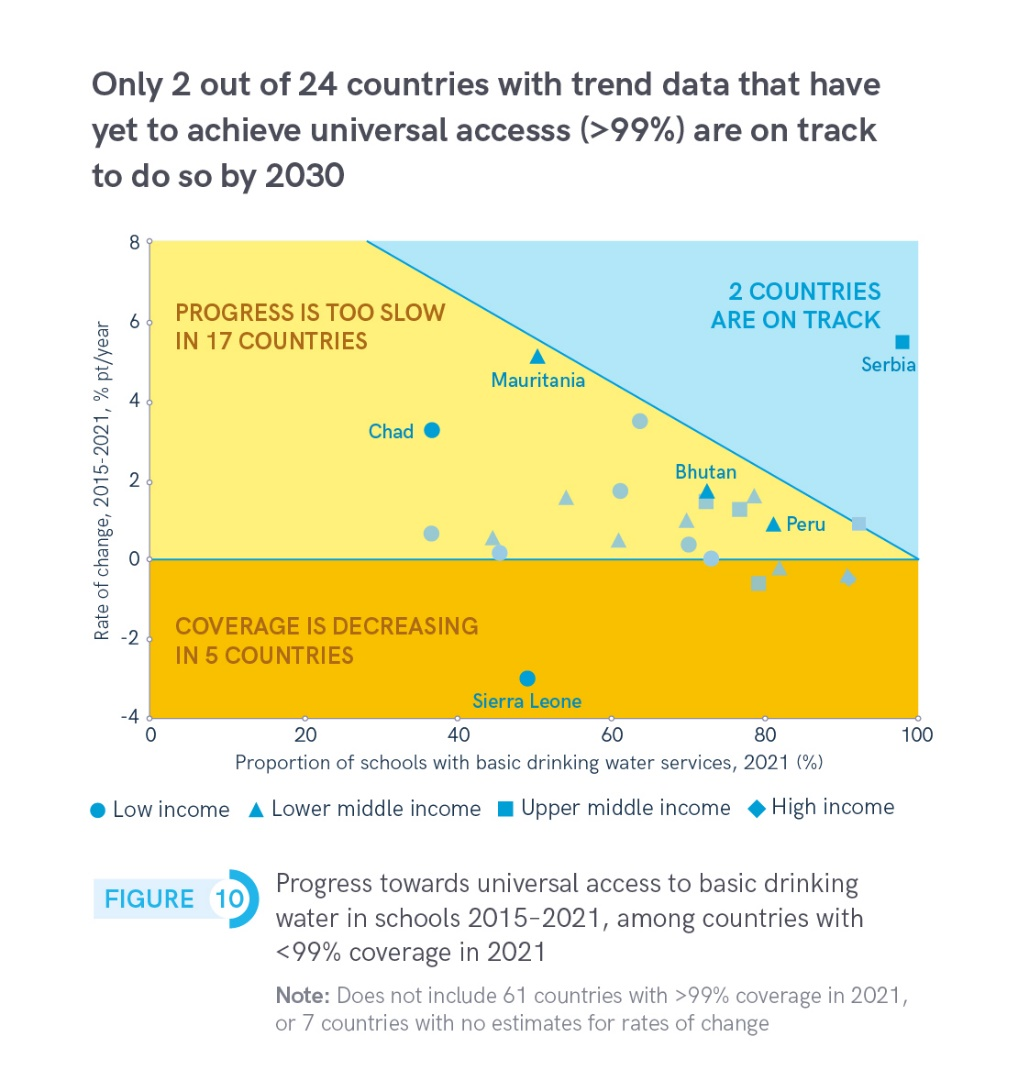 Only 2 out of 24 countries with trend data that have
yet to achieve universal accesss (>99%) are on track
to do so by 2030
8
6
4
2
0
-2
-4
Rate of change, 2015-2021, % pt/year
PROGRESS IS TOO SLOW
IN 17 COUNTRIES
2 COUNTRIES
ARE ON TRACK
Serbia
Mauritania
Chad
Bhutan
Peru
COVERAGE IS DECREASING
IN 5 COUNTRIES
Sierra Leone
0 20 40 60 80 100
Proportion of schools with basic drinking water services, 2021 (%)
Low income Lower middle income Upper middle income High income
FIGURE 10
Progress towards universal access to basic drinking
water in schools 2015–2021, among countries with
<99% coverage in 2021
Note: Does not include 61 countries with >99% coverage in 2021,
or 7 countries with no estimates for rates of change